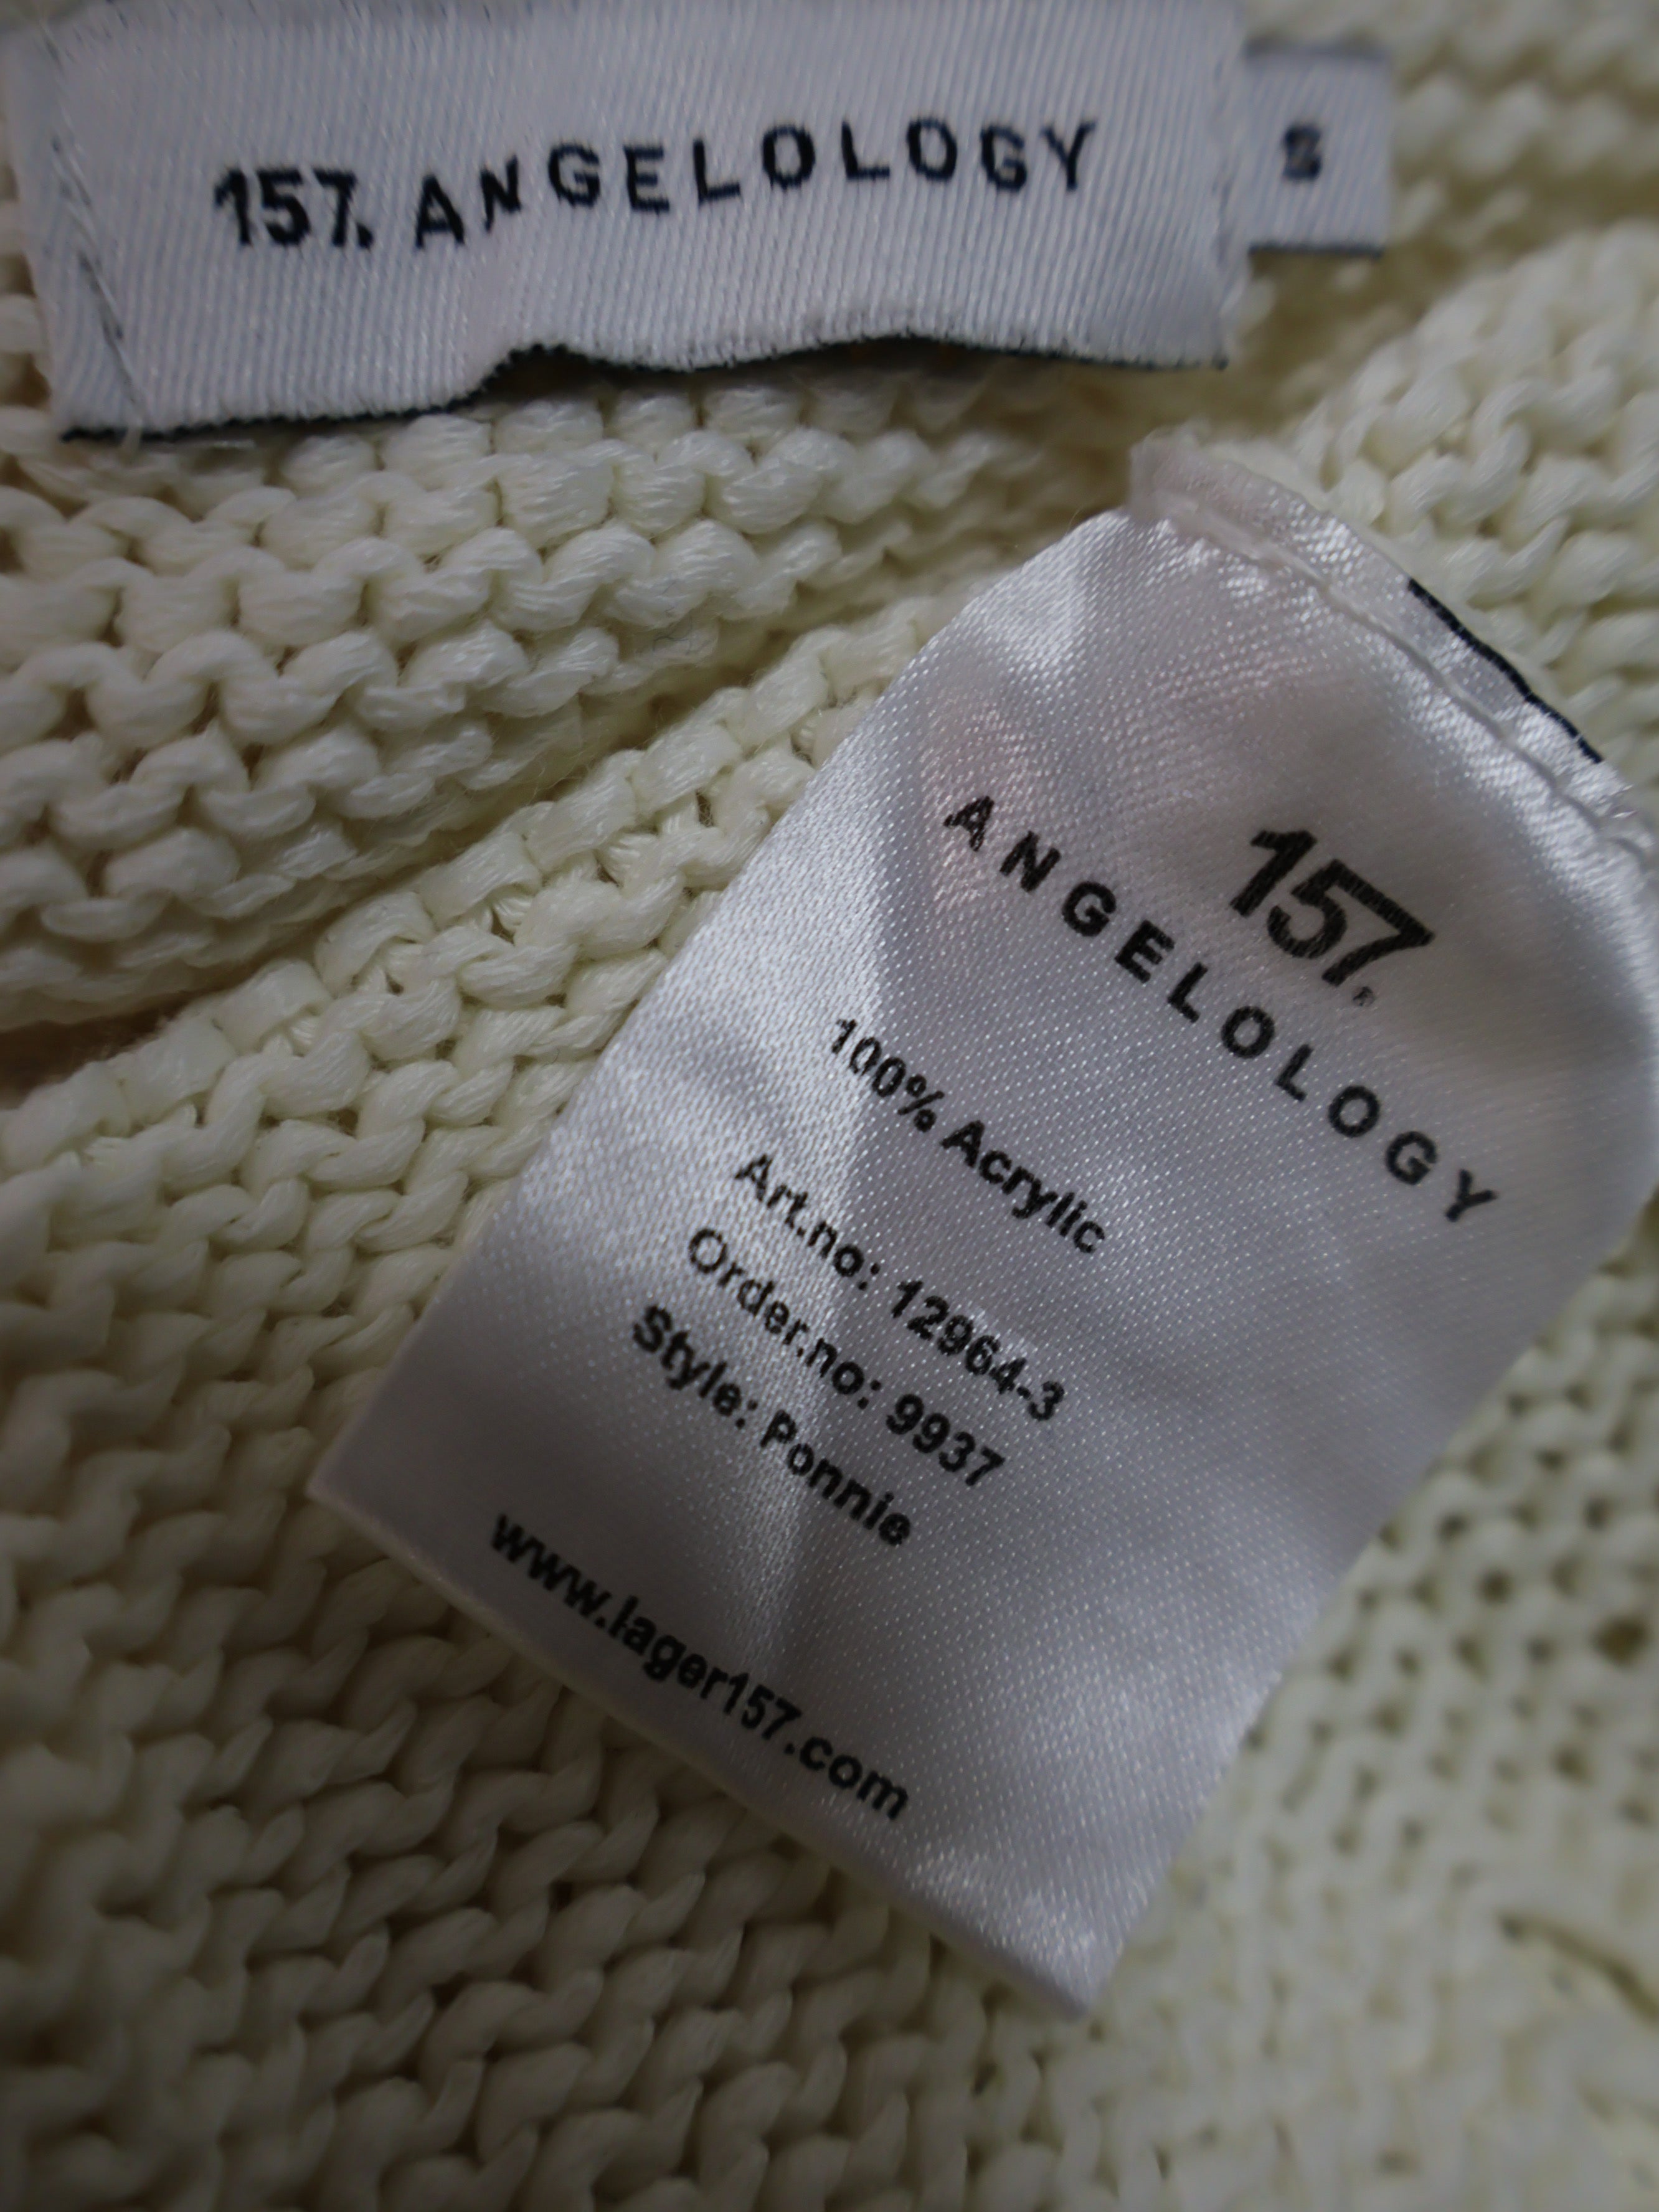 157. ANGELOLOGY
S
157.®
ANGELOLOGY
100% Acrylic
Art.no: 12964-3
Order.no: 9937
Style: Ponnie
www.lager157.com